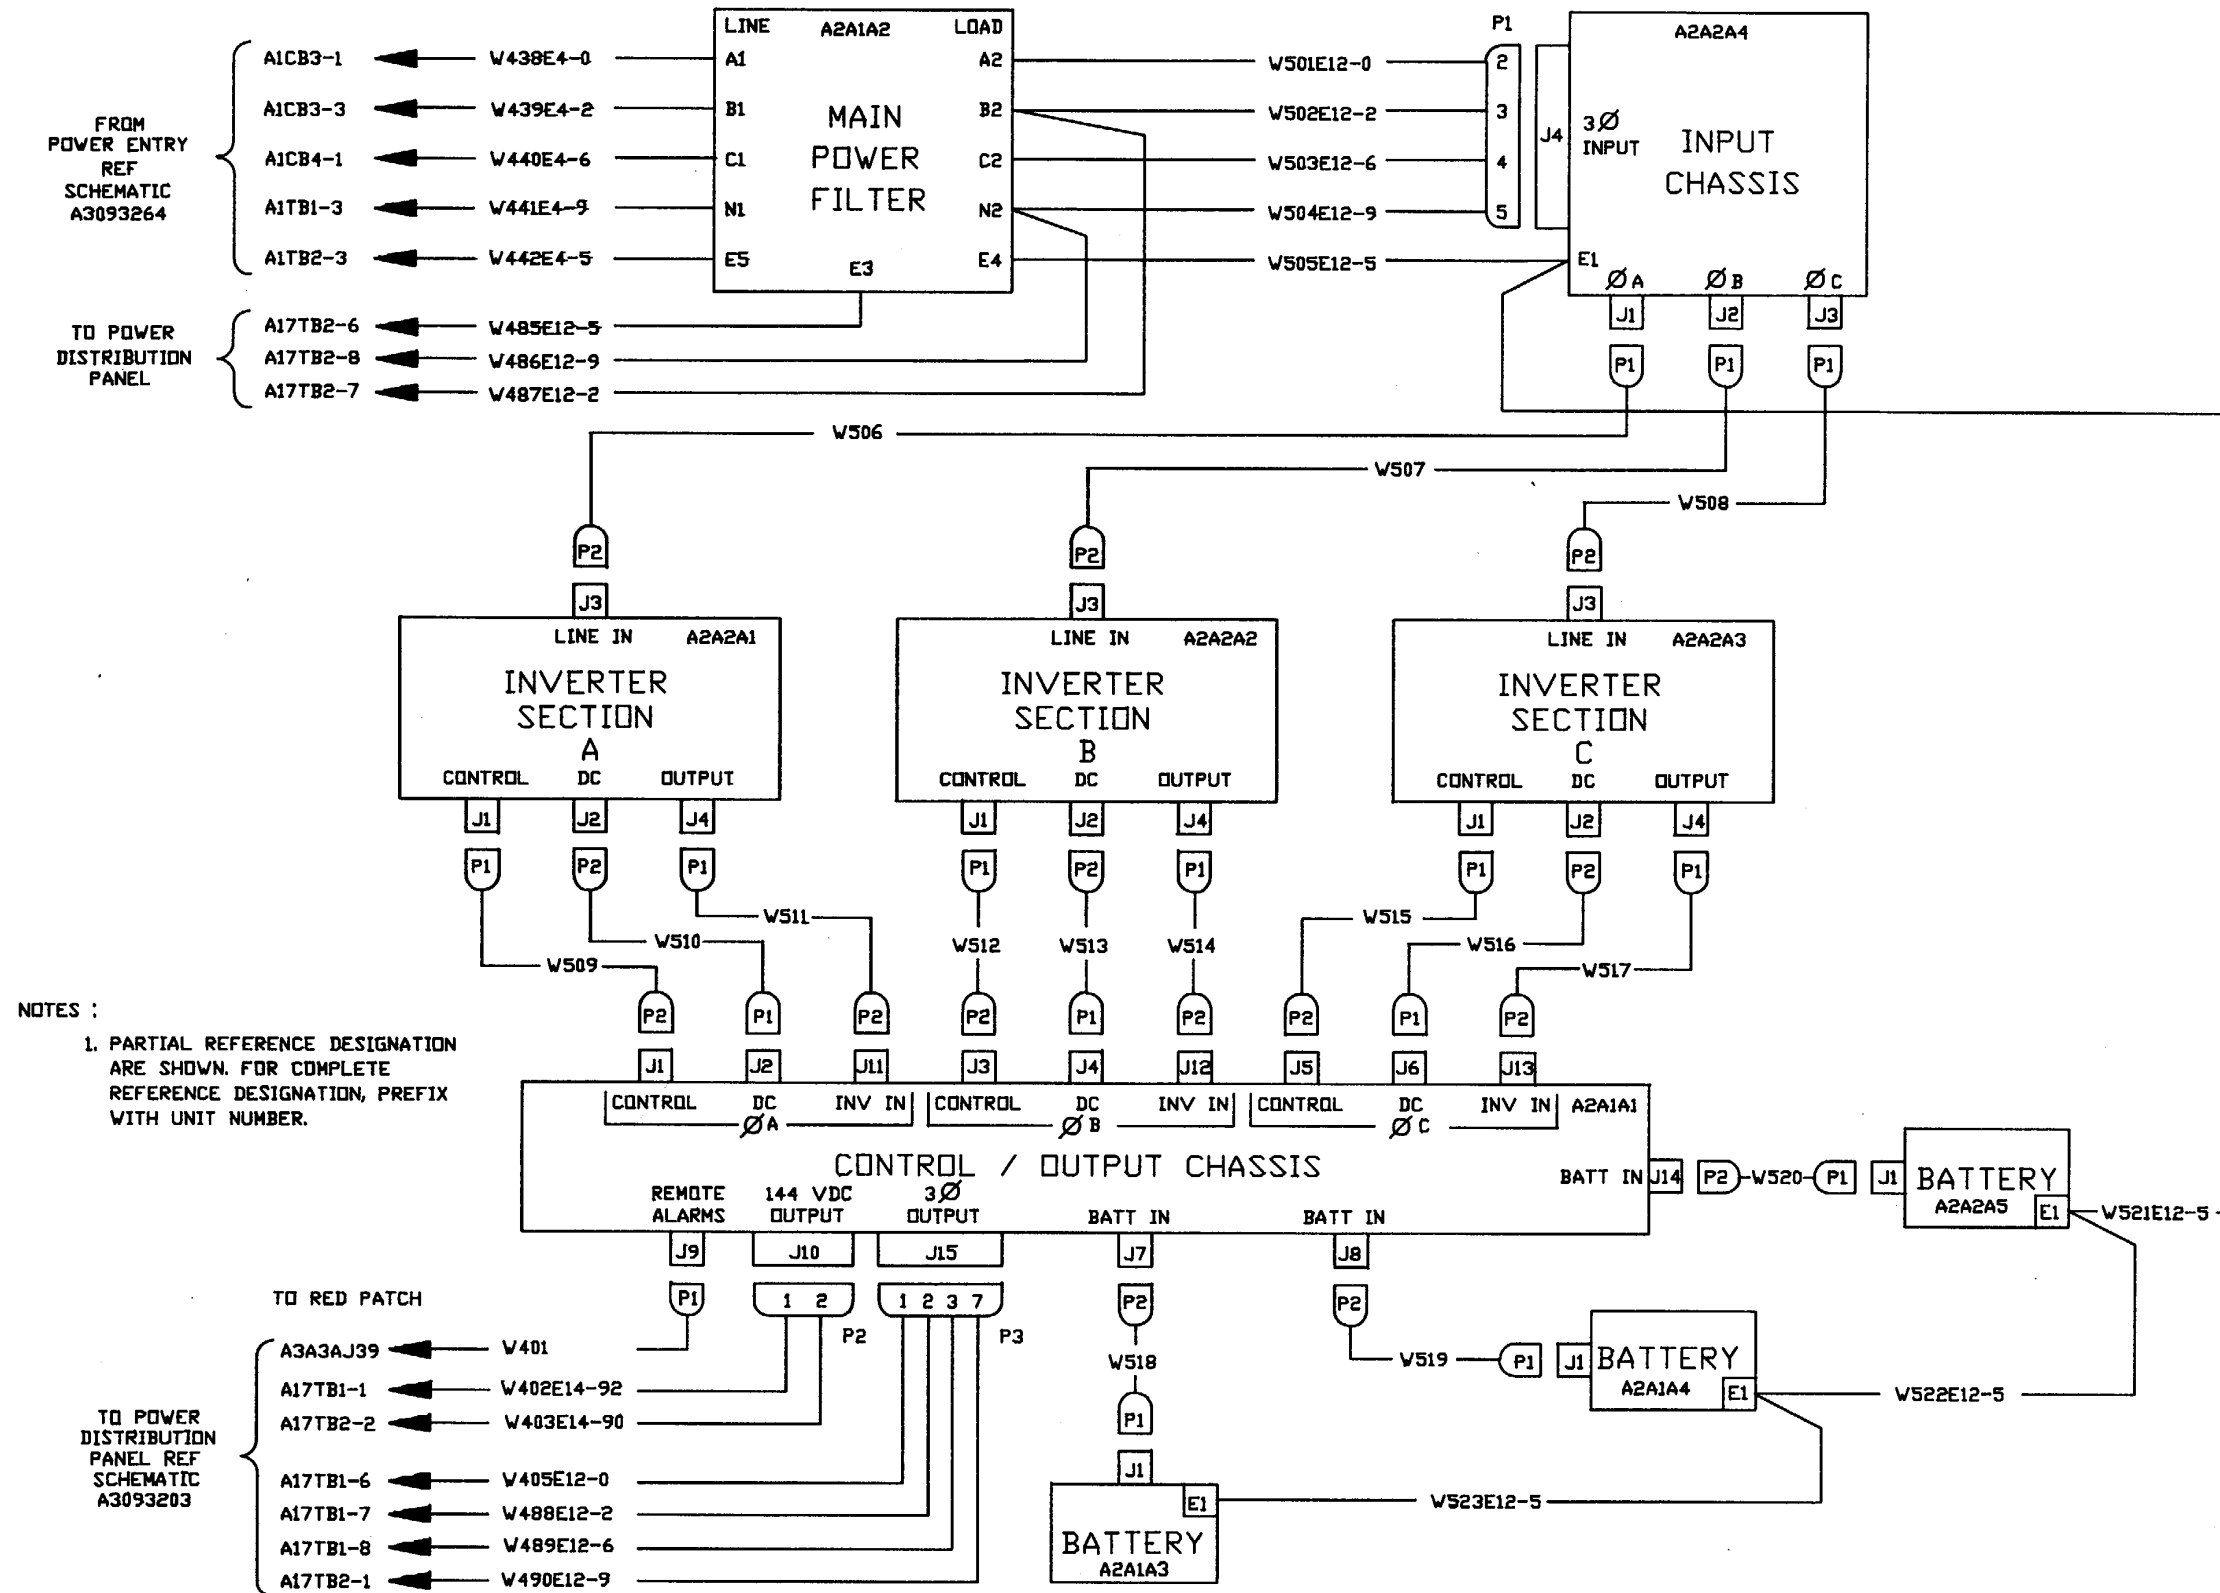 LINE A2A1A2 LOAD
MAIN
POWER
FILTER
A1 A2
B1 B2
C1 C2
N1 N2
E5 E3 E4
FROM
POWER ENTRY
REF
SCHEMATIC
A3093264
A1CB3-1 W438E4-0
A1CB3-3 W439E4-2
A1CB4-1 W440E4-6
A1TB1-3 W441E4-9
A1TB2-3 W442E4-5
TO POWER
DISTRIBUTION
PANEL
A17TB2-6 W485E12-5
A17TB2-8 W486E12-9
A17TB2-7 W487E12-2
W501E12-0
W502E12-2
W503E12-6
W504E12-9
W505E12-5
P1
2
3
4
5
J4
A2A2A4
3Ø
INPUT
INPUT
CHASSIS
E1
ØA ØB ØC
J1 J2 J3
P1 P1 P1
W506
W507
W508
P2 P2 P2
J3 J3 J3
LINE IN A2A2A1
INVERTER
SECTION
A
CONTROL DC OUTPUT
J1 J2 J4
P1 P2 P1
LINE IN A2A2A2
INVERTER
SECTION
B
CONTROL DC OUTPUT
J1 J2 J4
P1 P2 P1
LINE IN A2A2A3
INVERTER
SECTION
C
CONTROL DC OUTPUT
J1 J2 J4
P1 P2 P1
W511
W510
W509
W512 W513 W514
W515
W516
W517
NOTES :
1. PARTIAL REFERENCE DESIGNATION
ARE SHOWN. FOR COMPLETE
REFERENCE DESIGNATION, PREFIX
WITH UNIT NUMBER.
P2 P1 P2 P2 P1 P2 P2 P1 P2
J1 J2 J11 J3 J4 J12 J5 J6 J13
CONTROL DC INV IN
ØA
CONTROL DC INV IN
ØB
CONTROL DC INV IN
ØC
A2A1A1
CONTROL / OUTPUT CHASSIS
REMOTE
ALARMS
144 VDC
OUTPUT
3Ø
OUTPUT
BATT IN
BATT IN
BATT IN
J14 P2 W520 P1 J1
BATTERY
A2A2A5
E1
W521E12-5
J9 J10 J15 J7 J8
P1
1 2
P2
1 2 3 7
P3
P2
P2
W518
P1
J1
E1
BATTERY
A2A1A3
W519
P1
J1
BATTERY
A2A1A4
E1
W522E12-5
W523E12-5
TO RED PATCH
A3A3AJ39 W401
TO POWER
DISTRIBUTION
PANEL REF
SCHEMATIC
A3093203
A17TB1-1 W402E14-92
A17TB2-2 W403E14-90
A17TB1-6 W405E12-0
A17TB1-7 W488E12-2
A17TB1-8 W489E12-6
A17TB2-1 W490E12-9